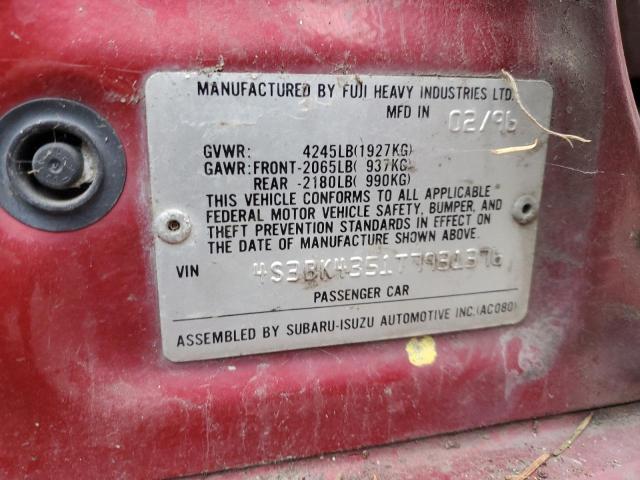 MANUFACTURED BY FUJI HEAVY INDUSTRIES LTD.
MFD IN 02/96
GVWR: 4245LB(1927KG)
GAWR:FRONT-2065LB( 937KG)
REAR -2180LB( 990KG)
THIS VEHICLE CONFORMS TO ALL APPLICABLE
FEDERAL MOTOR VEHICLE SAFETY, BUMPER, AND
THEFT PREVENTION STANDARDS IN EFFECT ON
THE DATE OF MANUFACTURE SHOWN ABOVE.
VIN
PASSENGER CAR
ASSEMBLED BY SUBARU-ISUZU AUTOMOTIVE INC.(AC080)